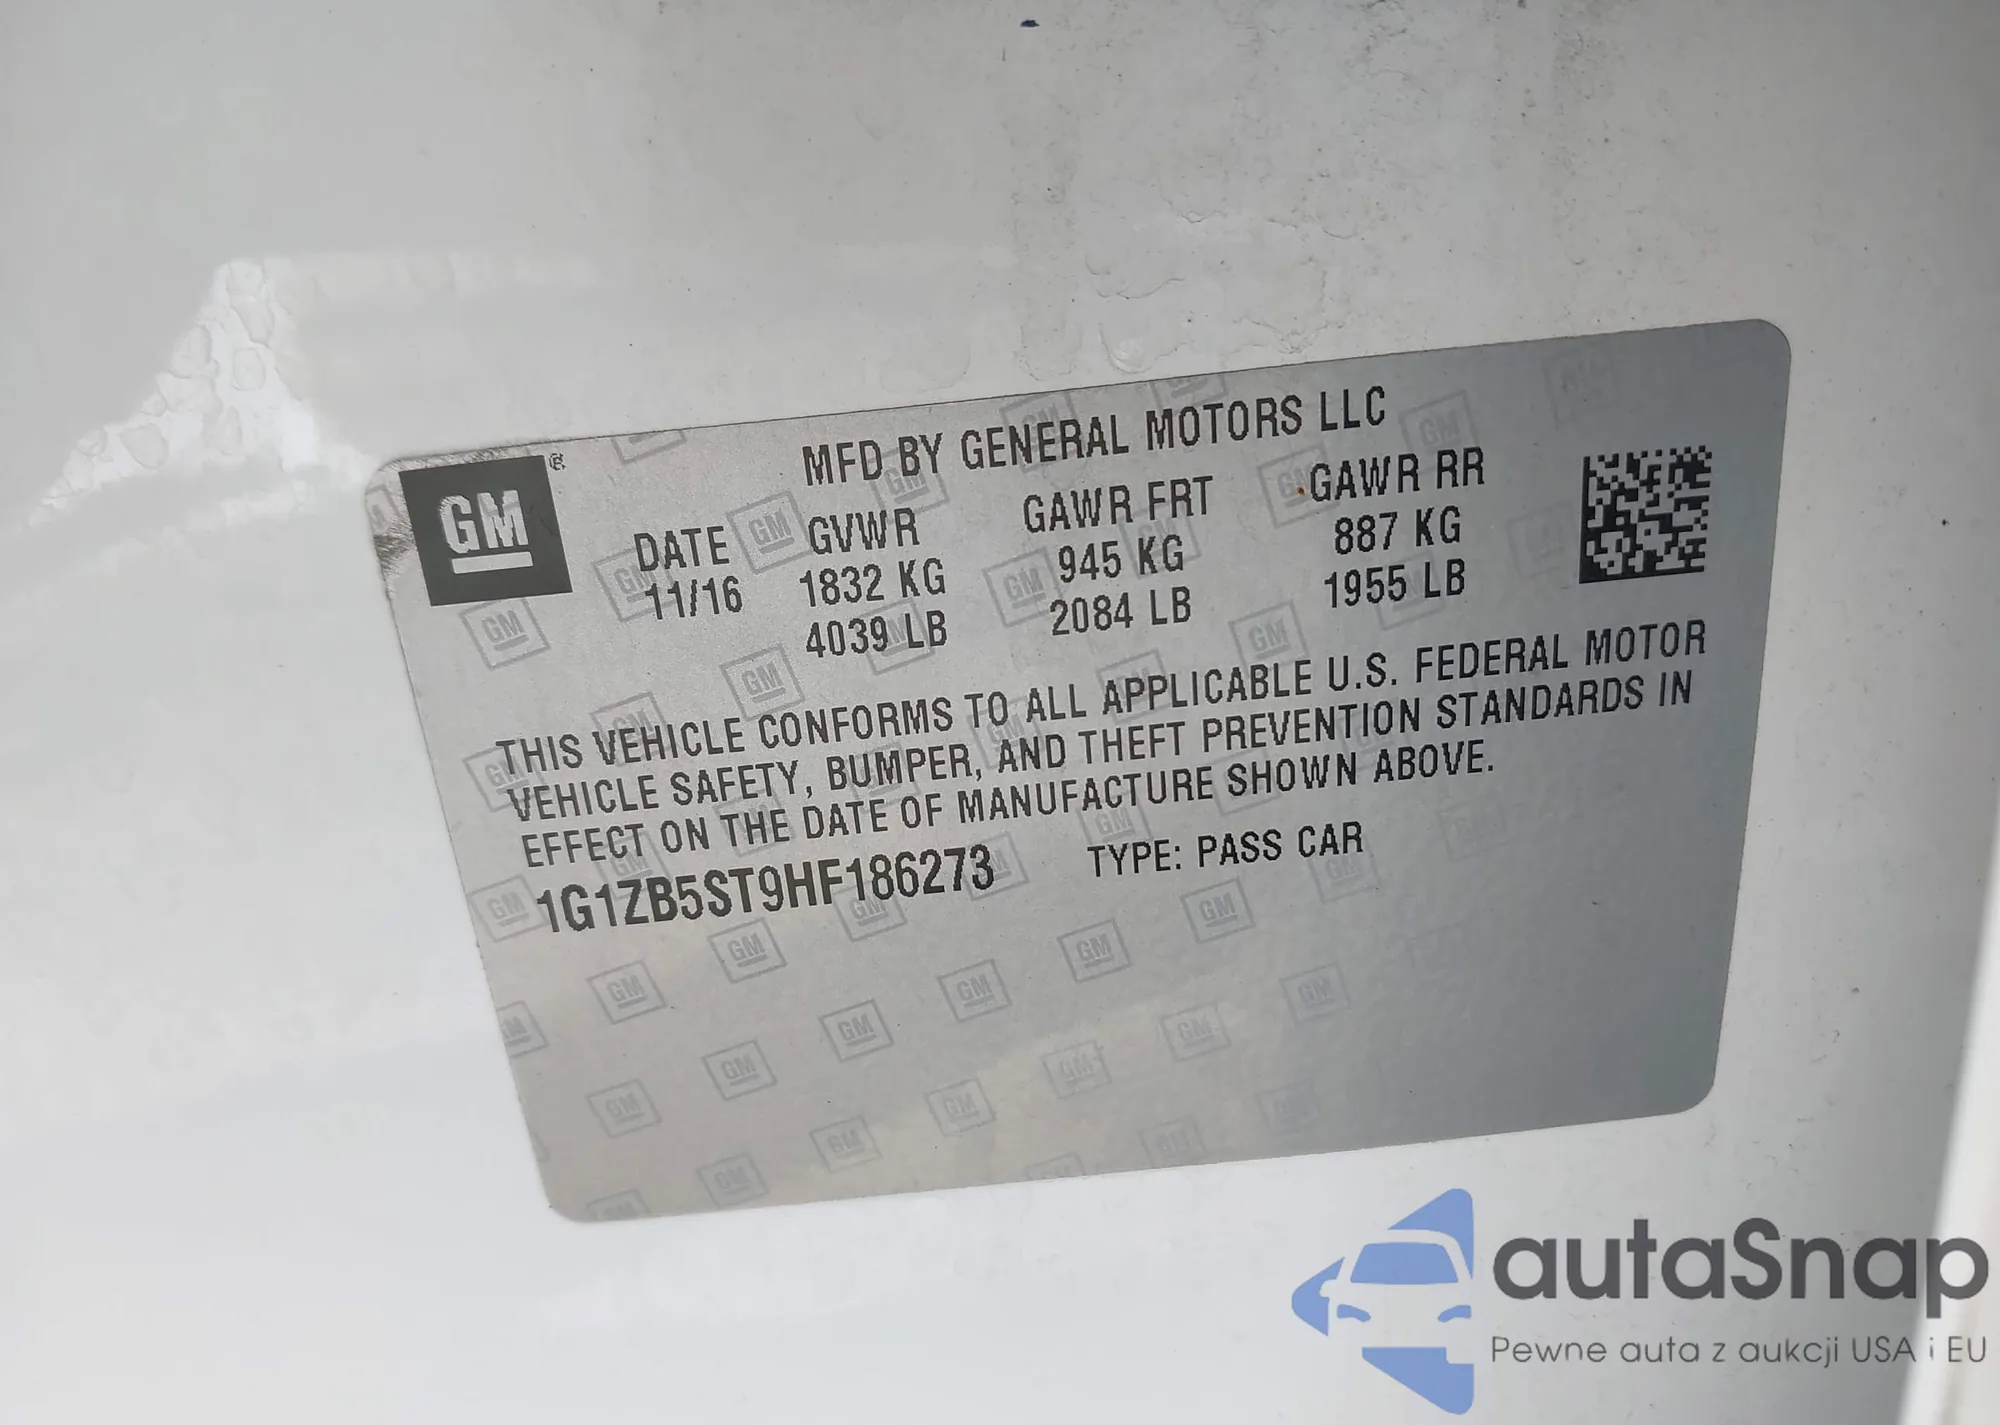 GM®
MFD BY GENERAL MOTORS LLC
DATE GVWR GAWR FRT GAWR RR
11/16 1832 KG 945 KG 887 KG
4039 LB 2084 LB 1955 LB
THIS VEHICLE CONFORMS TO ALL APPLICABLE U.S. FEDERAL MOTOR
VEHICLE SAFETY, BUMPER, AND THEFT PREVENTION STANDARDS IN
EFFECT ON THE DATE OF MANUFACTURE SHOWN ABOVE.
1G1ZB5ST9HF186273 TYPE: PASS CAR
autaSnap
Pewne auta z aukcji USA i EU